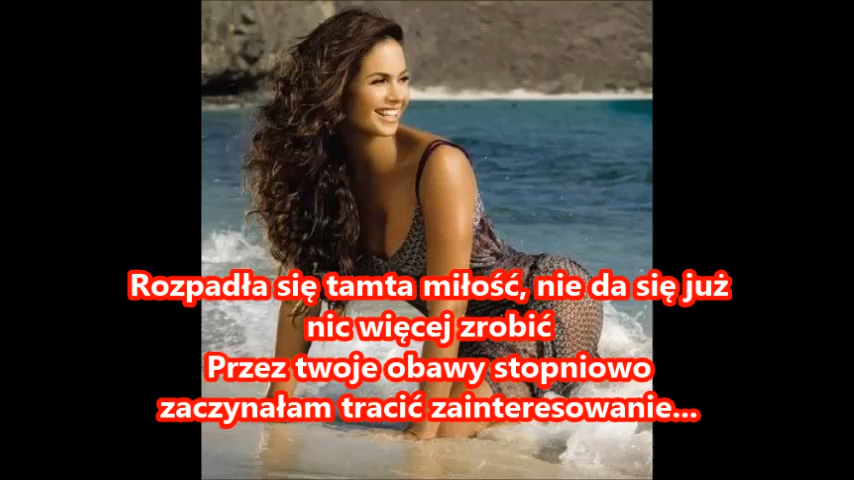 Rozpadła się tamta miłość, nie da się już
nic więcej zrobić
Przez twoje obawy stopniowo
zaczynałam tracić zainteresowanie...